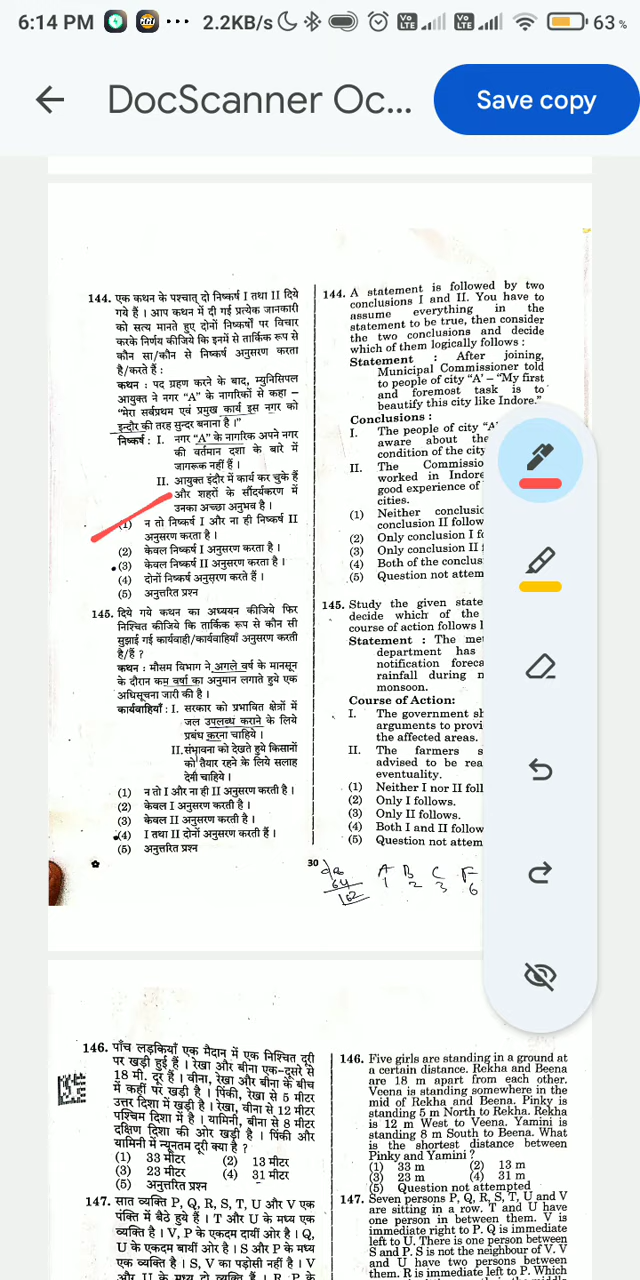 6:14 PM
2.2KB/s
Vo LTE
Vo LTE
63%
DocScanner Oc...
Save copy
144. एक कथन के पश्चात् दो निष्कर्ष I तथा II दिये
गये हैं । आप कथन में दी गई प्रत्येक जानकारी
को सत्य मानते हुए दोनों निष्कर्षों पर विचार
करके निर्णय कीजिये कि इनमें से तार्किक रूप से
कौन सा/कौन से निष्कर्ष अनुसरण करता
है/करते हैं :
कथन : पद ग्रहण करने के बाद, म्युनिसिपल
आयुक्त ने नगर "A" के नागरिकों से कहा –
"मेरा सर्वप्रथम एवं प्रमुख कार्य इस नगर को
इन्दौर की तरह सुन्दर बनाना है ।"
निष्कर्ष : I. नगर "A" के नागरिक अपने नगर
की वर्तमान दशा के बारे में
जागरूक नहीं हैं ।
II. आयुक्त इंदौर में कार्य कर चुके हैं
और शहरों के सौंदर्यकरण में
उनका अच्छा अनुभव है ।
(1) न तो निष्कर्ष I और ना ही निष्कर्ष II
अनुसरण करता है ।
(2) केवल निष्कर्ष I अनुसरण करता है ।
(3) केवल निष्कर्ष II अनुसरण करता है ।
(4) दोनों निष्कर्ष अनुसरण करते हैं ।
(5) अनुत्तरित प्रश्न
145. दिये गये कथन का अध्ययन कीजिये फिर
निश्चित कीजिये कि तार्किक रूप से कौन सी
सुझाई गई कार्यवाही/कार्यवाहियाँ अनुसरण करती
है/हैं ?
कथन : मौसम विभाग ने अगले वर्ष के मानसून
के दौरान कम वर्षा का अनुमान लगाते हुये एक
अधिसूचना जारी की है ।
कार्यवाहियाँ : I. सरकार को प्रभावित क्षेत्रों में
जल उपलब्ध कराने के लिये
प्रबंध करना चाहिये ।
II. संभावना को देखते हुये किसानों
को तैयार रहने के लिये सलाह
देनी चाहिये ।
(1) न तो I और ना ही II अनुसरण करती है ।
(2) केवल I अनुसरण करती है ।
(3) केवल II अनुसरण करती है ।
(4) I तथा II दोनों अनुसरण करती हैं ।
(5) अनुत्तरित प्रश्न
144. A statement is followed by two
conclusions I and II. You have to
assume everything in the
statement to be true, then consider
the two conclusions and decide
which of them logically follows :
Statement : After joining,
Municipal Commissioner told
to people of city "A' – "My first
and foremost task is to
beautify this city like Indore."
Conclusions :
I. The people of city "A
aware about the
condition of the city
II. The Commissio
worked in Indore
good experience of
cities.
(1) Neither conclusio
conclusion II follow
(2) Only conclusion I fo
(3) Only conclusion II f
(4) Both of the conclus
(5) Question not attem
145. Study the given state
decide which of the
course of action follows l
Statement : The met
department has
notification foreca
rainfall during n
monsoon.
Course of Action:
I. The government sh
arguments to provi
the affected areas.
II. The farmers s
advised to be rea
eventuality.
(1) Neither I nor II foll
(2) Only I follows.
(3) Only II follows.
(4) Both I and II follow
(5) Question not attem
30
64
A B C F
1 2 3 6
146. पाँच लड़कियाँ एक मैदान में एक निश्चित दूरी
पर खड़ी हुई हैं । रेखा और बीना एक-दूसरे से
18 मी. दूर हैं । वीना, रेखा और बीना के बीच
में कहीं पर खड़ी है । पिंकी, रेखा से 5 मीटर
उत्तर दिशा में खड़ी है । रेखा, वीना से 12 मीटर
पश्चिम दिशा में है । यामिनी, बीना से 8 मीटर
दक्षिण दिशा की ओर खड़ी है । पिंकी और
यामिनी में न्यूनतम दूरी क्या है ?
(1) 33 मीटर (2) 13 मीटर
(3) 23 मीटर (4) 31 मीटर
(5) अनुत्तरित प्रश्न
147. सात व्यक्ति P, Q, R, S, T, U और V एक
पंक्ति में बैठे हुये हैं । T और U के मध्य एक
व्यक्ति है । V, P के एकदम दायीं ओर है । Q,
U के एकदम बायीं ओर है । S और P के मध्य
एक व्यक्ति है । S, V का पड़ोसी नहीं है । V
और U के मध्य दो व्यक्ति हैं । R, P के
146. Five girls are standing in a ground at
a certain distance. Rekha and Beena
are 18 m apart from each other.
Veena is standing somewhere in the
mid of Rekha and Beena. Pinky is
standing 5 m North to Rekha. Rekha
is 12 m West to Veena. Yamini is
standing 8 m South to Beena. What
is the shortest distance between
Pinky and Yamini ?
(1) 33 m (2) 13 m
(3) 23 m (4) 31 m
(5) Question not attempted
147. Seven persons P, Q, R, S, T, U and V
are sitting in a row. T and U have
one person in between them. V is
immediate right to P. Q is immediate
left to U. There is one person between
S and P. S is not the neighbour of V. V
and U have two persons between
them. R is immediate left to P. Which